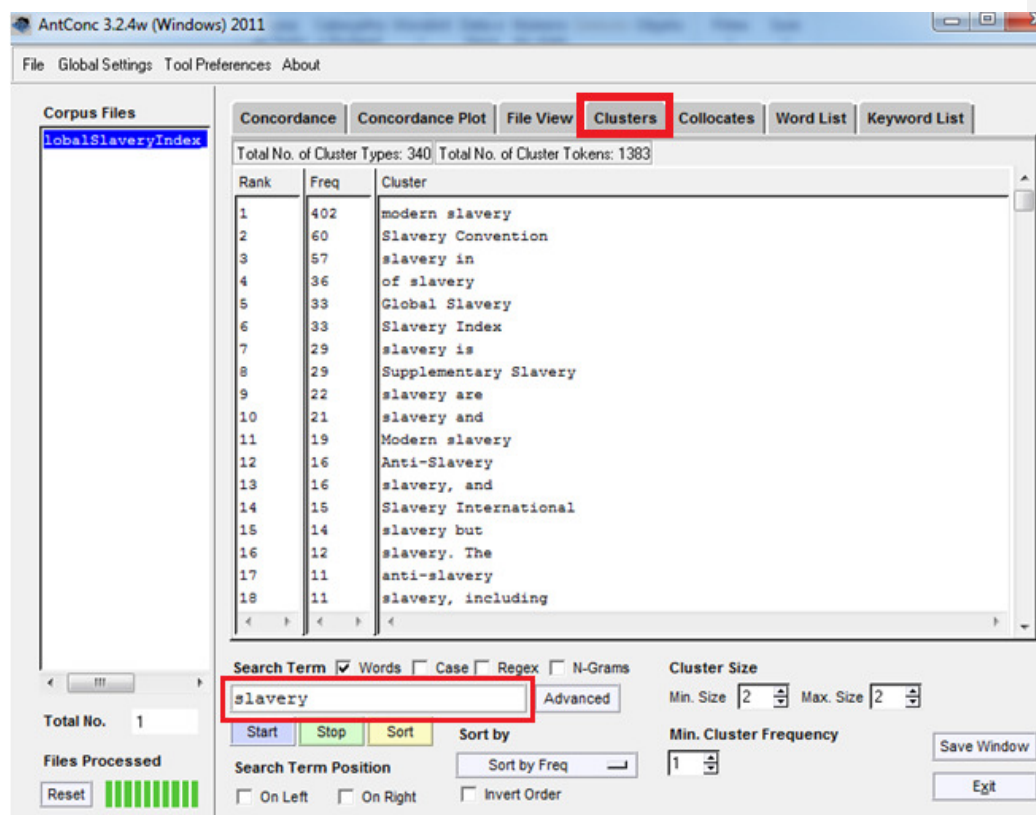 AntConc 3.2.4w (Windows) 2011
File Global Settings Tool Preferences About
Corpus Files
lobalSlaveryIndex
Concordance Concordance Plot File View Clusters Collocates Word List Keyword List
Total No. of Cluster Types: 340 Total No. of Cluster Tokens: 1383
Rank Freq Cluster
1 402 modern slavery
2 60 Slavery Convention
3 57 slavery in
4 36 of slavery
5 33 Global Slavery
6 33 Slavery Index
7 29 slavery is
8 29 Supplementary Slavery
9 22 slavery are
10 21 slavery and
11 19 Modern slavery
12 16 Anti-Slavery
13 16 slavery, and
14 15 Slavery International
15 14 slavery but
16 12 slavery. The
17 11 anti-slavery
18 11 slavery, including
Search Term Words Case Regex N-Grams
slavery Advanced
Start Stop Sort
Sort by
Sort by Freq
Search Term Position
On Left On Right Invert Order
Cluster Size
Min. Size 2 Max. Size 2
Min. Cluster Frequency
1
Total No. 1
Files Processed
Reset
Save Window
Exit